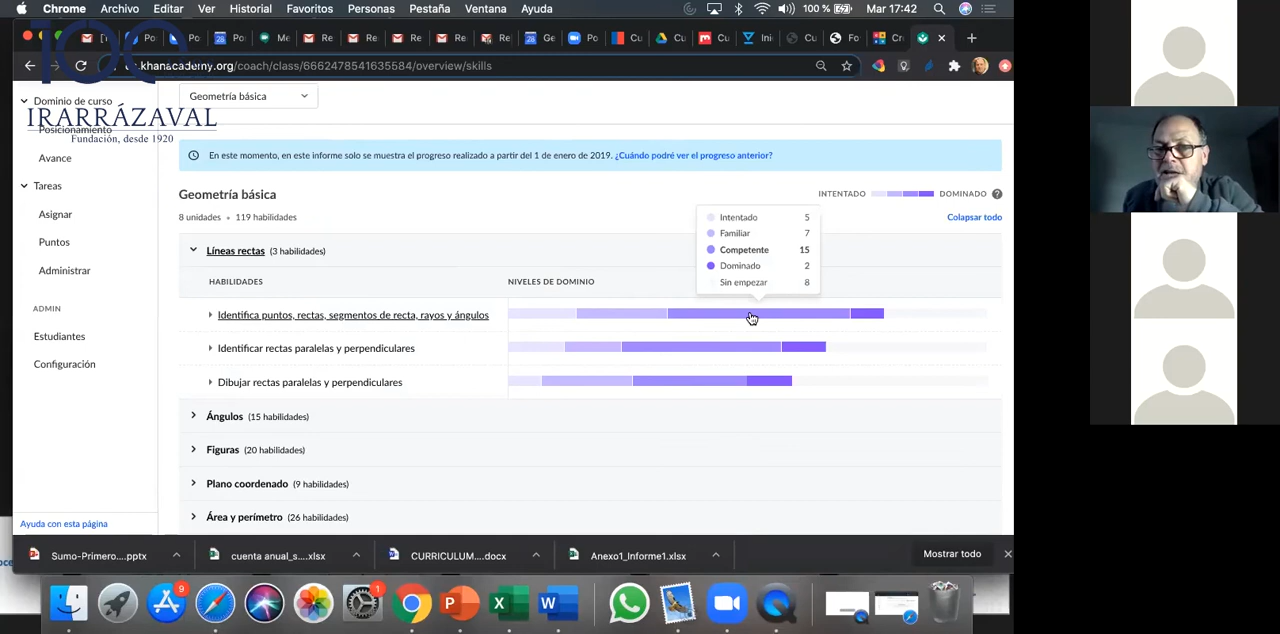 Chrome Archivo Editar Ver Historial Favoritos Personas Pestaña Ventana Ayuda 100 % Mar 17:42
khanacademy.org/coach/class/6662478541635584/overview/skills
100
IRARRÁZAVAL
Fundación, desde 1920
Dominio de curso
Posicionamiento
Avance
Tareas
Asignar
Puntos
Administrar
ADMIN
Estudiantes
Configuración
Ayuda con esta página
Geometría básica
En este momento, en este informe solo se muestra el progreso realizado a partir del 1 de enero de 2019. ¿Cuándo podré ver el progreso anterior?
Geometría básica
INTENTADO DOMINADO
8 unidades • 119 habilidades
Colapsar todo
Intentado 5
Familiar 7
Competente 15
Dominado 2
Sin empezar 8
Líneas rectas (3 habilidades)
HABILIDADES NIVELES DE DOMINIO
Identifica puntos, rectas, segmentos de recta, rayos y ángulos
Identificar rectas paralelas y perpendiculares
Dibujar rectas paralelas y perpendiculares
Ángulos (15 habilidades)
Figuras (20 habilidades)
Plano coordenado (9 habilidades)
Área y perímetro (26 habilidades)
Sumo-Primero....pptx cuenta anual_s....xlsx CURRICULUM....docx Anexo1_Informe1.xlsx Mostrar todo
9 1